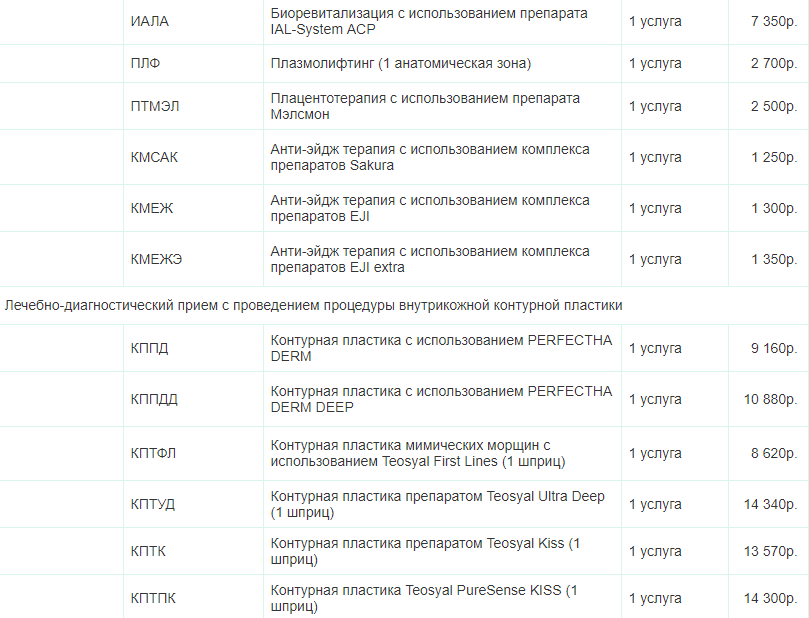 ИАЛА Биоревитализация с использованием препарата 1 услуга 7 350р.
IAL-System ACP
ПЛФ Плазмолифтинг (1 анатомическая зона) 1 услуга 2 700р.
ПТМЭЛ Плацентотерапия с использованием препарата 1 услуга 2 500р.
Мэлсмон
КМСАК Анти-эйдж терапия с использованием комплекса 1 услуга 1 250р.
препаратов Sakura
КМЕЖ Анти-эйдж терапия с использованием комплекса 1 услуга 1 300р.
препаратов EJI
КМЕЖЭ Анти-эйдж терапия с использованием комплекса 1 услуга 1 350р.
препаратов EJI extra
Лечебно-диагностический прием с проведением процедуры внутрикожной контурной пластики
КППД Контурная пластика с использованием PERFECTHA 1 услуга 9 160р.
DERM
КППДД Контурная пластика с использованием PERFECTHA 1 услуга 10 880р.
DERM DEEP
КПТФЛ Контурная пластика мимических морщин с 1 услуга 8 620р.
использованием Teosyal First Lines (1 шприц)
КПТУД Контурная пластика препаратом Teosyal Ultra Deep 1 услуга 14 340р.
(1 шприц)
КПТК Контурная пластика препаратом Teosyal Kiss (1 1 услуга 13 570р.
шприц)
КПТПК Контурная пластика Teosyal PureSense KISS (1 1 услуга 14 300р.
шприц)